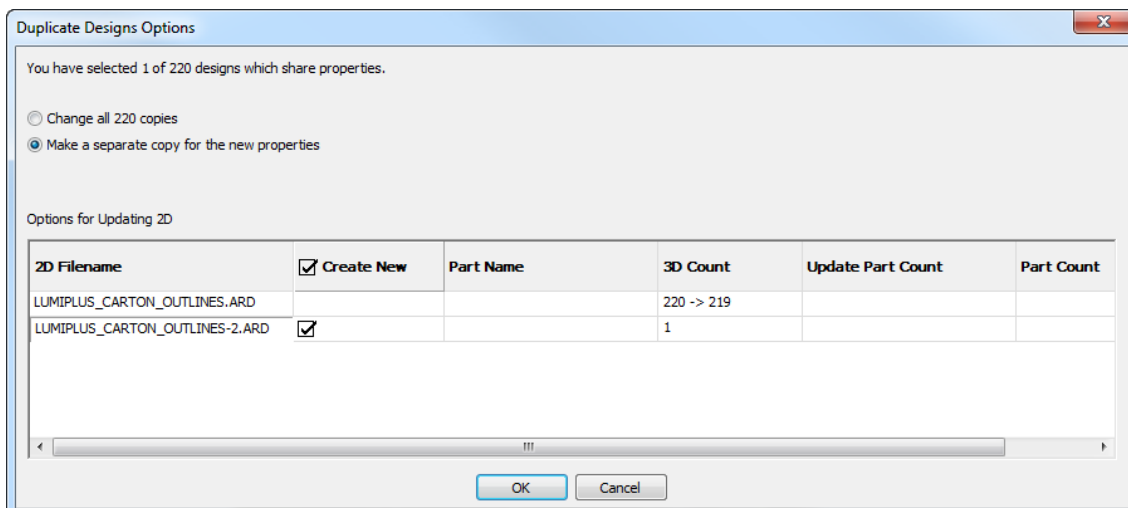 Duplicate Designs Options
You have selected 1 of 220 designs which share properties.
Change all 220 copies
Make a separate copy for the new properties
Options for Updating 2D
2D Filename Create New Part Name 3D Count Update Part Count Part Count
LUMIPLUS_CARTON_OUTLINES.ARD 220 -> 219
LUMIPLUS_CARTON_OUTLINES-2.ARD 1
OK Cancel